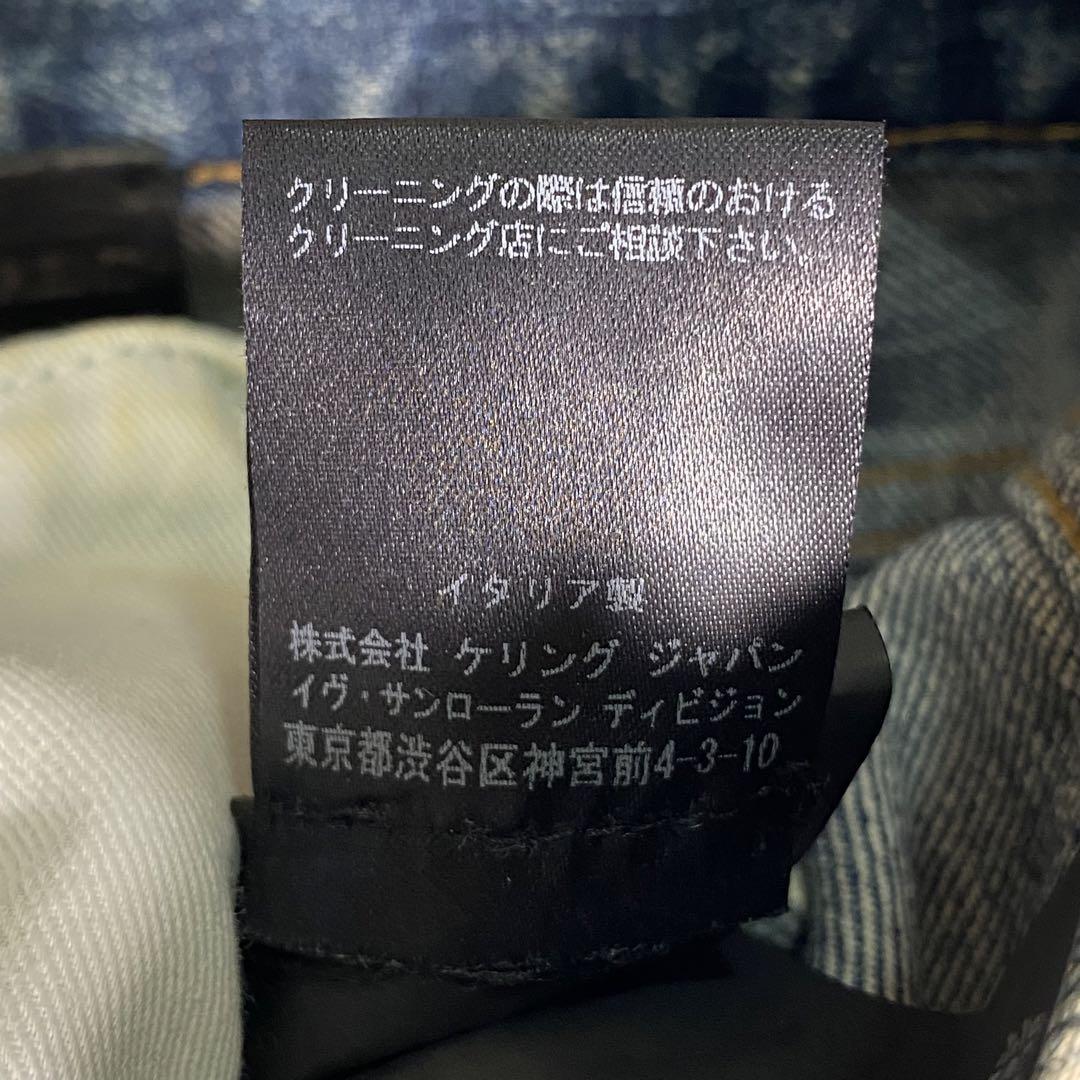 クリーニングの際は信頼のおける
クリーニング店にご相談下さい。
イタリア製
株式会社 ケリング ジャパン
イヴ・サンローラン ディビジョン
東京都渋谷区神宮前4-3-10